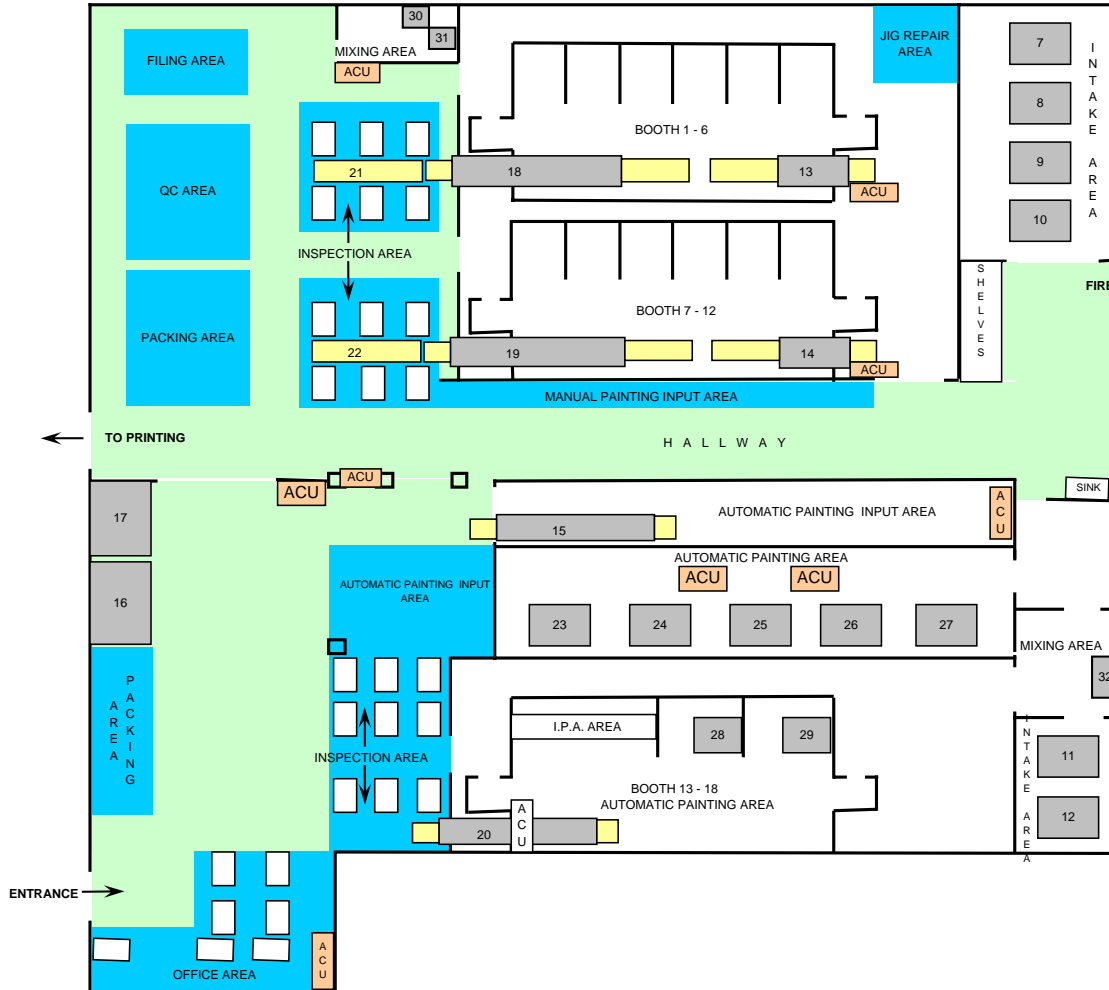 30
31
MIXING AREA
ACU
FILING AREA
JIG REPAIR
AREA
7
8
9
10
INTAKE AREA
BOOTH 1 - 6
QC AREA
21
18
13
ACU
INSPECTION AREA
SHELVES
FIRE
BOOTH 7 - 12
PACKING AREA
22
19
14
ACU
MANUAL PAINTING INPUT AREA
TO PRINTING
HALLWAY
ACU
ACU
SINK
17
15
AUTOMATIC PAINTING INPUT AREA
ACU
AUTOMATIC PAINTING AREA
ACU
ACU
AUTOMATIC PAINTING INPUT
AREA
16
23
24
25
26
27
MIXING AREA
32
PACKING
AREA
I.P.A. AREA
28
29
INTAKE AREA
11
INSPECTION AREA
BOOTH 13 - 18
AUTOMATIC PAINTING AREA
12
20
ACU
ENTRANCE
ACU
OFFICE AREA